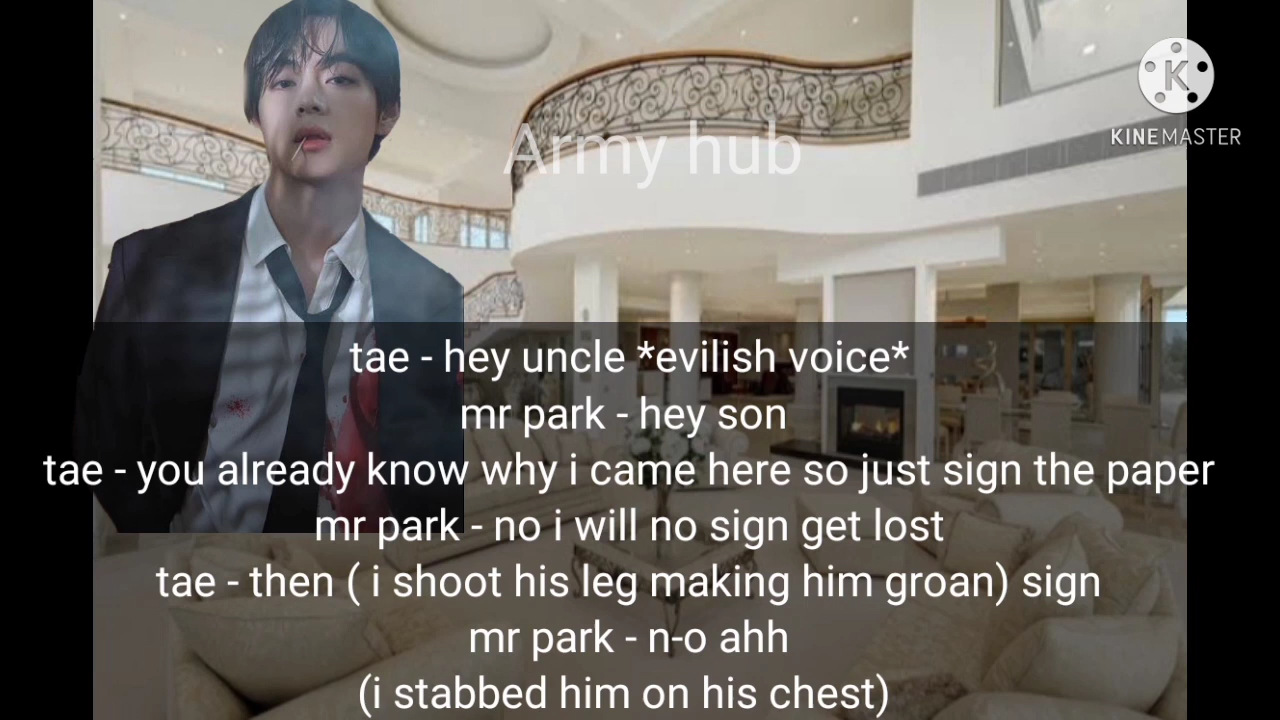 Army hub
KINEMASTER
tae - hey uncle *evilish voice*
mr park - hey son
tae - you already know why i came here so just sign the paper
mr park - no i will no sign get lost
tae - then ( i shoot his leg making him groan) sign
mr park - n-o ahh
(i stabbed him on his chest)